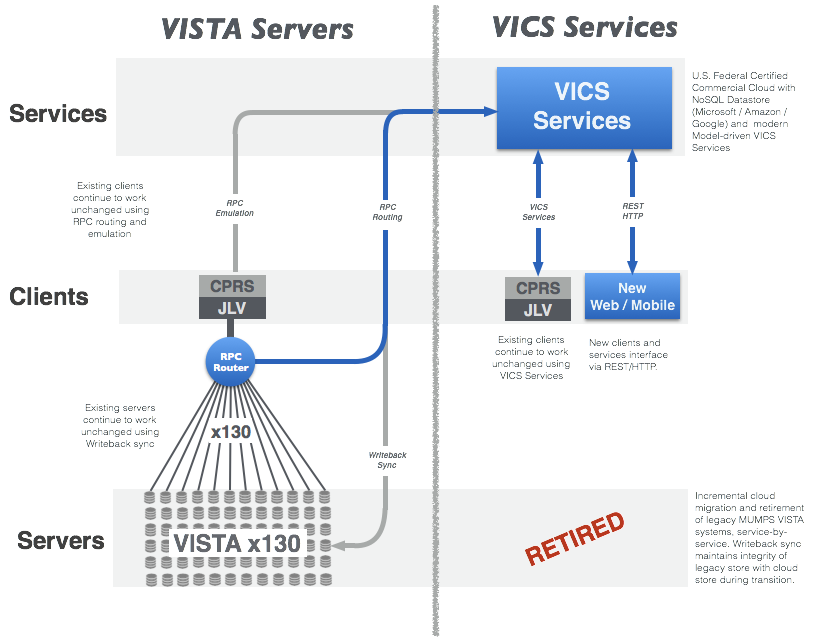 VISTA Servers
VICS Services
Services
VICS
Services
U.S. Federal Certified
Commercial Cloud with
NoSQL Datastore
(Microsoft / Amazon /
Google) and modern
Model-driven VICS
Services
Existing clients
continue to work
unchanged using
RPC routing and
emulation
RPC
Emulation
RPC
Routing
VICS
Services
REST
HTTP
Clients
CPRS
JLV
CPRS
JLV
New
Web / Mobile
RPC
Router
Existing clients
continue to work
unchanged using
VICS Services
New clients and
services interface
via REST/HTTP.
Existing servers
continue to work
unchanged using
Writeback sync
x130
Writeback
Sync
Servers
VISTA x130
RETIRED
Incremental cloud
migration and retirement
of legacy MUMPS VISTA
systems, service-by-
service. Writeback sync
maintains integrity of
legacy store with cloud
store during transition.